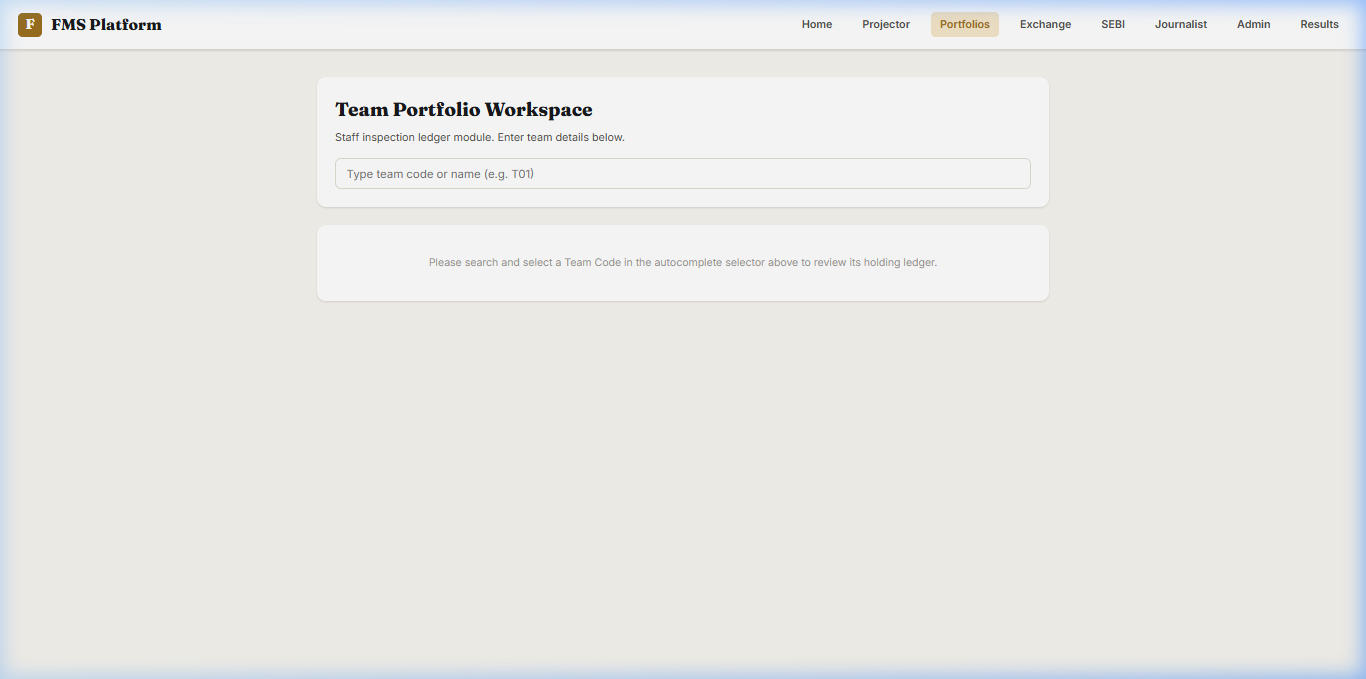 F FMS Platform Home Projector Portfolios Exchange SEBI Journalist Admin Results
Team Portfolio Workspace
Staff inspection ledger module. Enter team details below.
Type team code or name (e.g. T01)
Please search and select a Team Code in the autocomplete selector above to review its holding ledger.